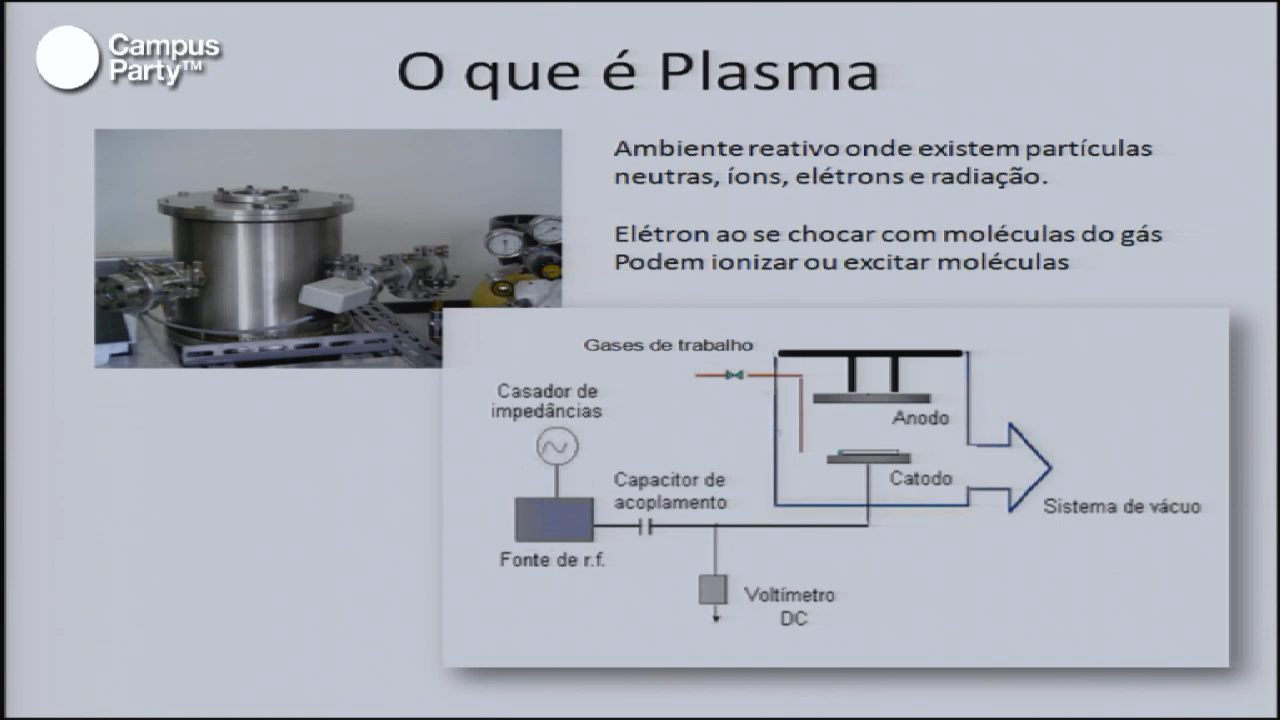 Campus
Party™
O que é Plasma
Ambiente reativo onde existem partículas
neutras, íons, elétrons e radiação.
Elétron ao se chocar com moléculas do gás
Podem ionizar ou excitar moléculas
Gases de trabalho
Casador de
impedâncias
Anodo
Capacitor de
acoplamento
Catodo
Sistema de vácuo
Fonte de r.f.
Voltímetro
DC